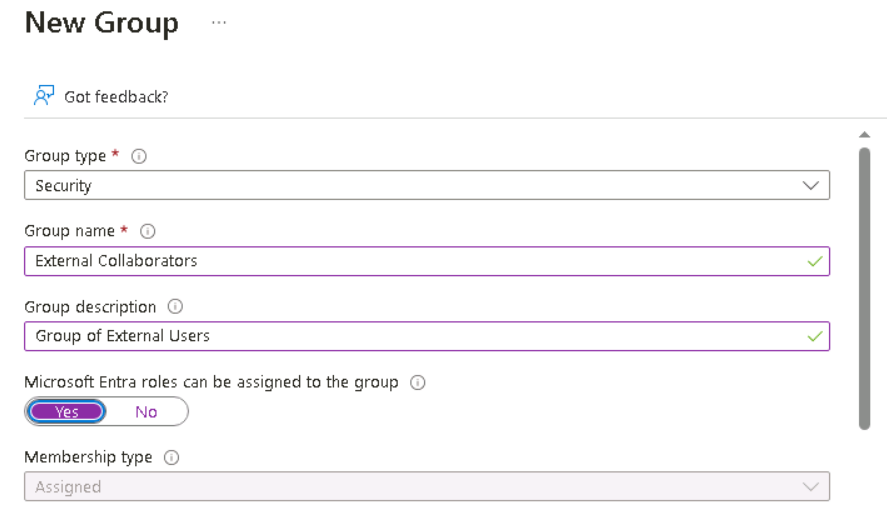 New Group ...
Got feedback?
Group type *
Security
Group name *
External Collaborators
Group description
Group of External Users
Microsoft Entra roles can be assigned to the group
Yes No
Membership type
Assigned